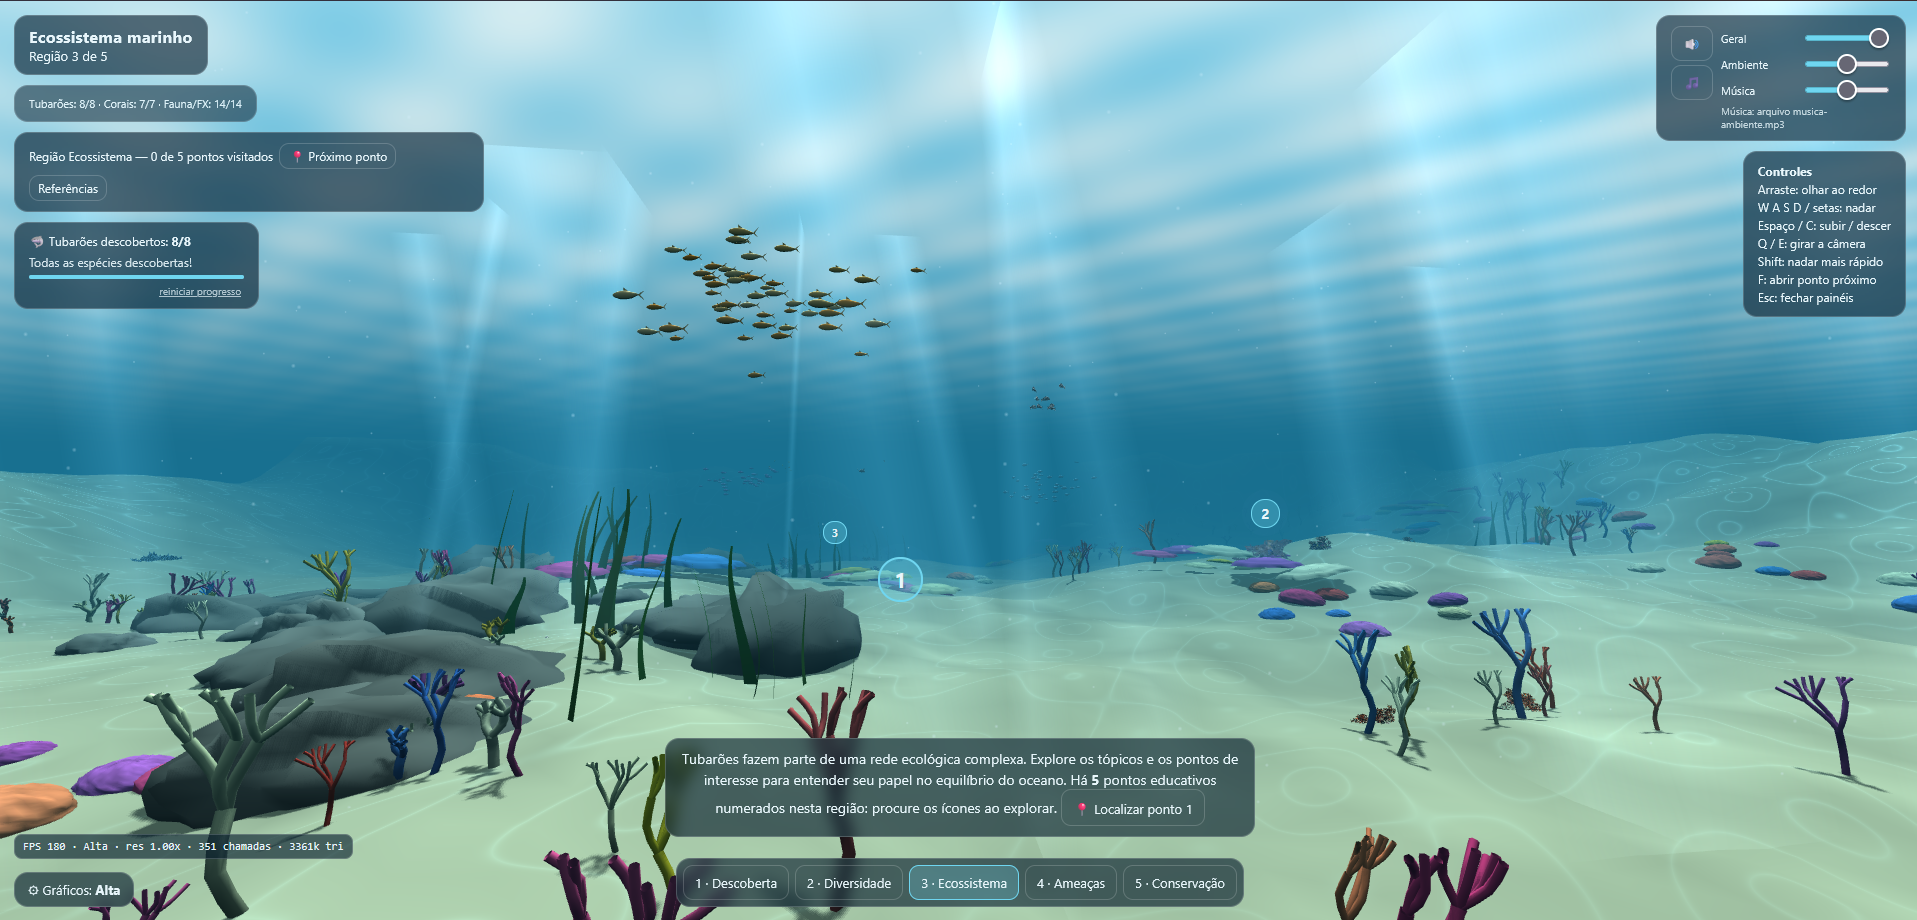 Ecossistema marinho
Região 3 de 5
Tubarões: 8/8 · Corais: 7/7 · Fauna/FX: 14/14
Região Ecossistema — 0 de 5 pontos visitados
Próximo ponto
Referências
Tubarões descobertos: 8/8
Todas as espécies descobertas!
reiniciar progresso
Geral
Ambiente
Música
Música: arquivo musica-
ambiente.mp3
Controles
Arraste: olhar ao redor
W A S D / setas: nadar
Espaço / C: subir / descer
Q / E: girar a câmera
Shift: nadar mais rápido
F: abrir ponto próximo
Esc: fechar painéis
3
1
2
Tubarões fazem parte de uma rede ecológica complexa. Explore os tópicos e os pontos de
interesse para entender seu papel no equilíbrio do oceano. Há 5 pontos educativos
numerados nesta região: procure os ícones ao explorar.
Localizar ponto 1
FPS 180 · Alta · res 1.00x · 351 chamadas · 3361k tri
Gráficos: Alta
1 · Descoberta
2 · Diversidade
3 · Ecossistema
4 · Ameaças
5 · Conservação